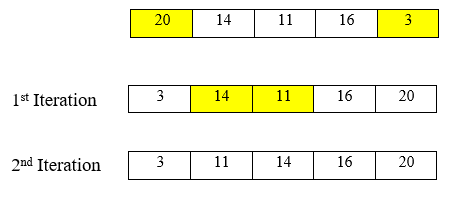 20 14 11 16 3
1st Iteration 3 14 11 16 20
2nd Iteration 3 11 14 16 20